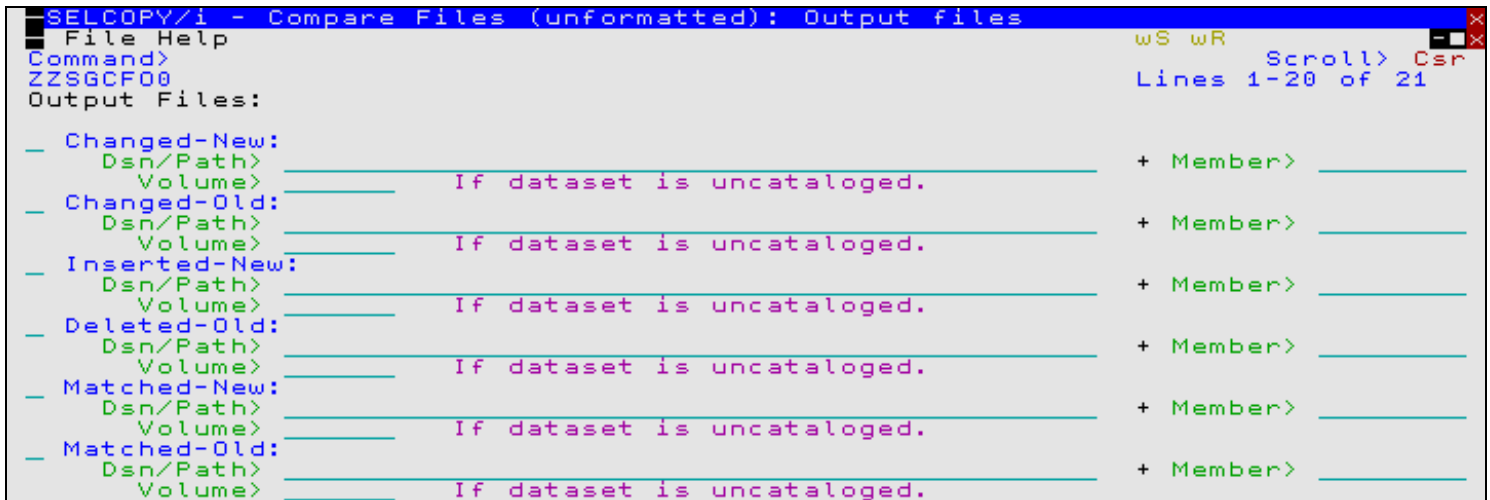 SELCOPY/i - Compare Files (unformatted): Output files
File Help wS wR
Command> Scroll> Csr
ZZSGCFO0 Lines 1-20 of 21
Output Files:
_ Changed-New:
Dsn/Path> + Member>
Volume> If dataset is uncataloged.
_ Changed-Old:
Dsn/Path> + Member>
Volume> If dataset is uncataloged.
_ Inserted-New:
Dsn/Path> + Member>
Volume> If dataset is uncataloged.
_ Deleted-Old:
Dsn/Path> + Member>
Volume> If dataset is uncataloged.
_ Matched-New:
Dsn/Path> + Member>
Volume> If dataset is uncataloged.
_ Matched-Old:
Dsn/Path> + Member>
Volume> If dataset is uncataloged.